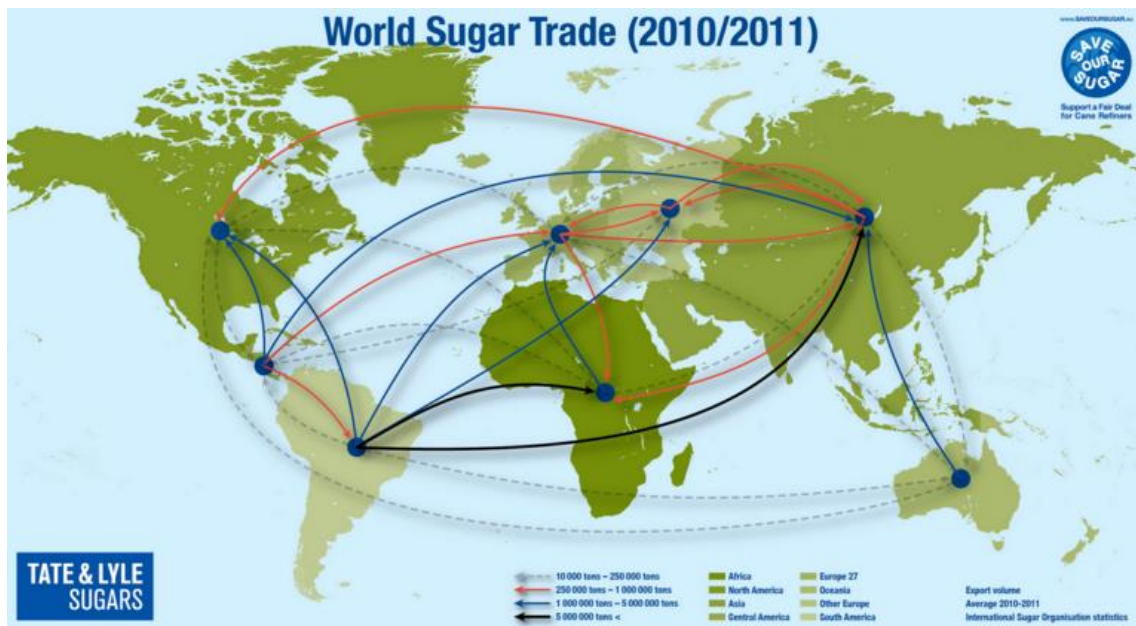 World Sugar Trade (2010/2011)
www.SAVEOURSUGAR.eu
SAVE
OUR
SUGAR
Support a Fair Deal
for Cane Refiners
TATE & LYLE
SUGARS
10 000 tons – 250 000 tons
250 000 tons – 1 000 000 tons
1 000 000 tons – 5 000 000 tons
5 000 000 tons <
Africa
North America
Asia
Central America
Europe 27
Oceania
Other Europe
South America
Export volume
Average 2010-2011
International Sugar Organisation statistics